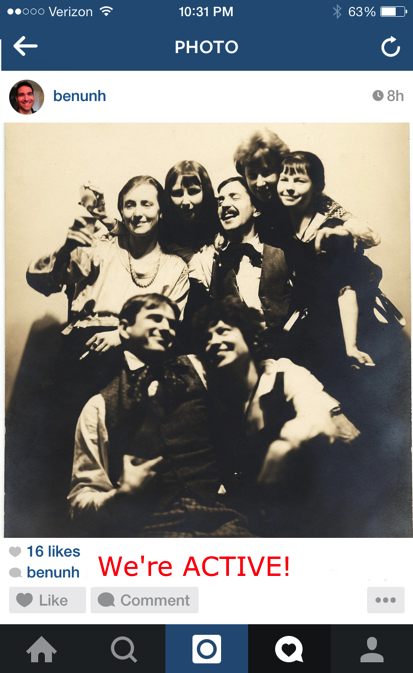 Verizon 10:31 PM 63%
PHOTO
benunh 8h
16 likes
benunh We're ACTIVE!
Like Comment